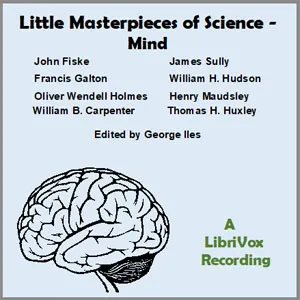 Little Masterpieces of Science -
Mind
John Fiske
James Sully
Francis Galton
William H. Hudson
Oliver Wendell Holmes
Henry Maudsley
William B. Carpenter
Thomas H. Huxley
Edited by George Iles
A
LibriVox
Recording